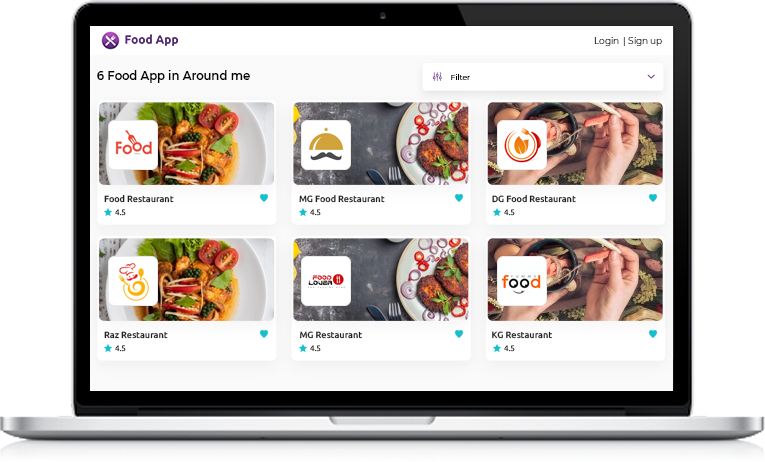 Food App
Login | Sign up
6 Food App in Around me
Filter
Food
FOOD LOVER
YUMMY
food
Food Restaurant
MG Food Restaurant
DG Food Restaurant
4.5
4.5
4.5
Raz Restaurant
MG Restaurant
KG Restaurant
4.5
4.5
4.5